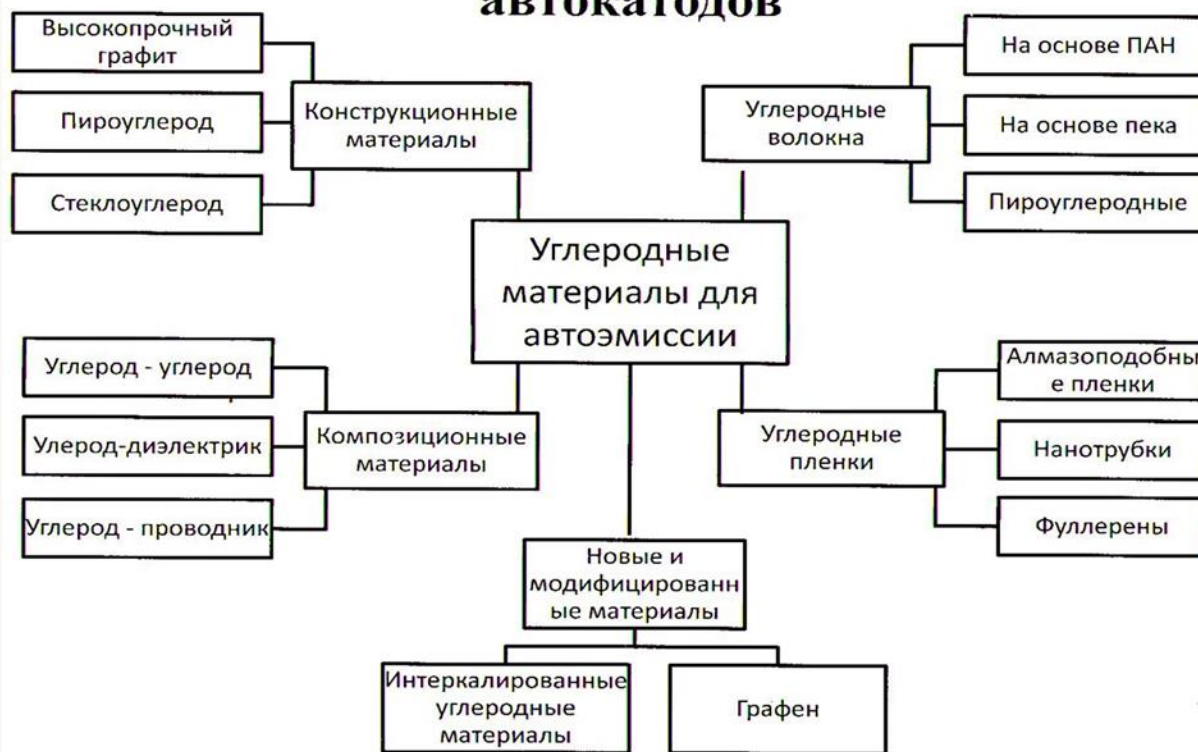 автокатодов
Высокопрочный
графит
Пироуглерод
Стеклоуглерод
Конструкционные
материалы
Углеродные
волокна
На основе ПАН
На основе пека
Пироуглеродные
Углеродные
материалы для
автоэмиссии
Углерод - углерод
Улерод-диэлектрик
Углерод - проводник
Композиционные
материалы
Углеродные
пленки
Алмазоподобны
е пленки
Нанотрубки
Фуллерены
Новые и
модифицированн
ые материалы
Интеркалированные
углеродные
материалы
Графен